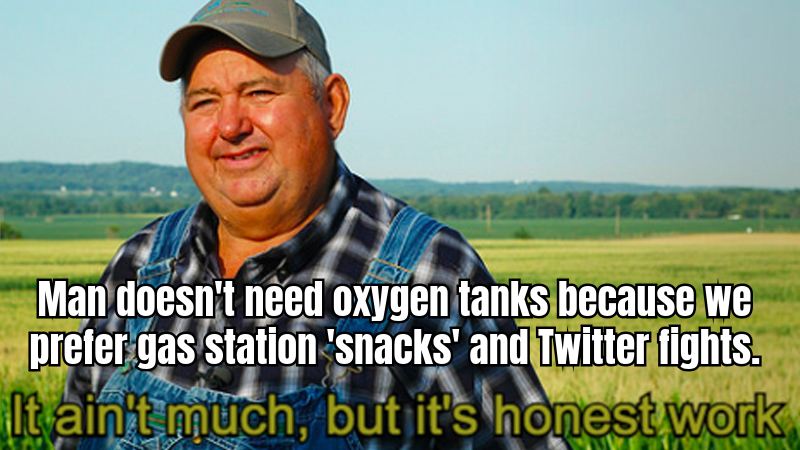 Man doesn't need oxygen tanks because we
prefer gas station 'snacks' and Twitter fights.
It ain't much, but it's honest work